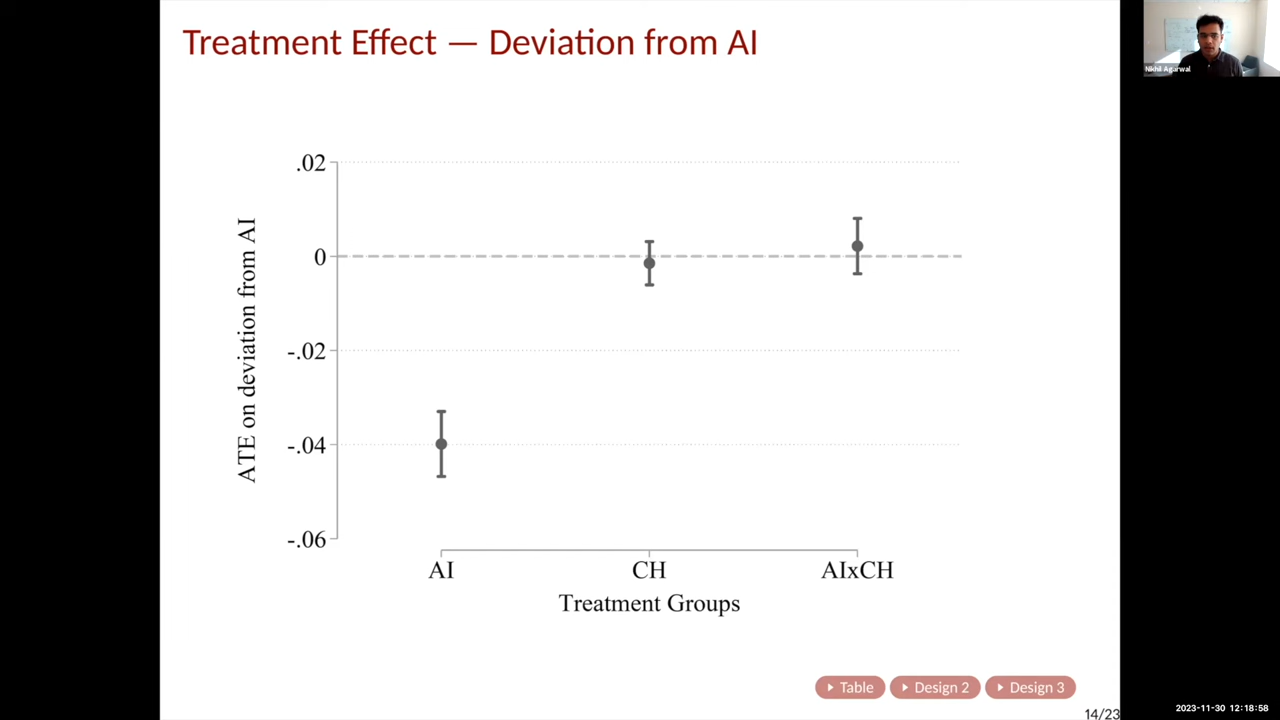 Treatment Effect — Deviation from AI
Nikhil Agarwal
.02
0
-.02
-.04
-.06
ATE on deviation from AI
AI
CH
AIxCH
Treatment Groups
Table
Design 2
Design 3
14/23
2023-11-30 12:18:58